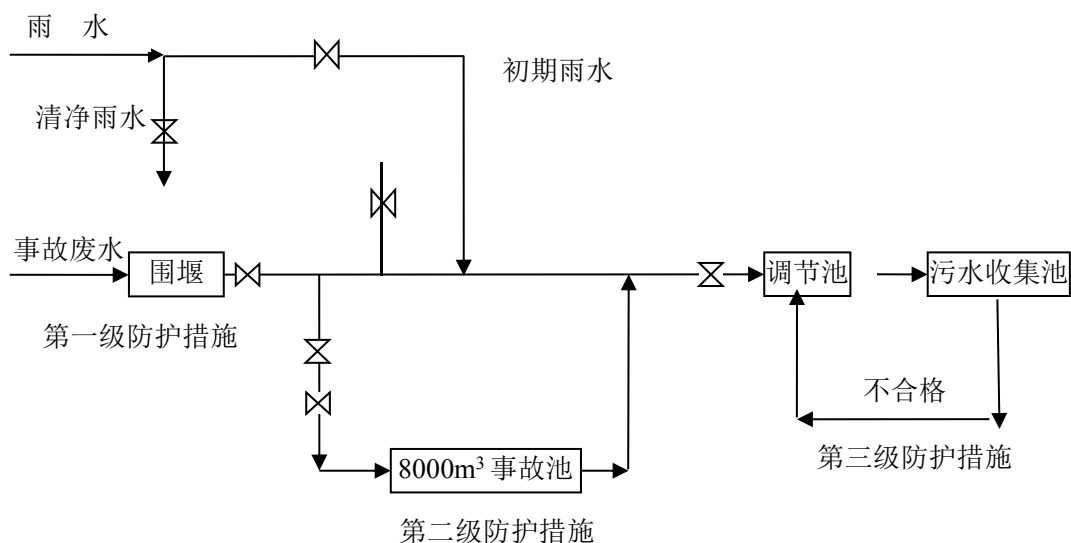 雨 水
初期雨水
清净雨水
事故废水
围堰
调节池
污水收集池
第一级防护措施
不合格
第三级防护措施
8000m³ 事故池
第二级防护措施